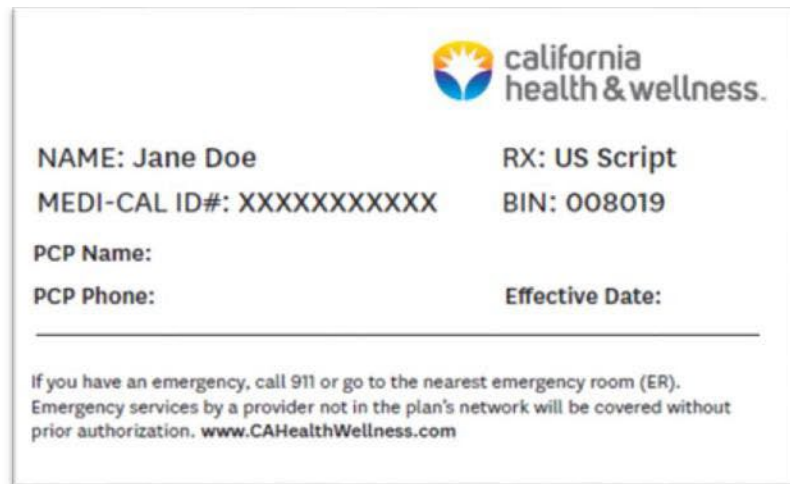 california
health & wellness.
NAME: Jane Doe RX: US Script
MEDI-CAL ID#: XXXXXXXXXXX BIN: 008019
PCP Name:
PCP Phone: Effective Date:
If you have an emergency, call 911 or go to the nearest emergency room (ER).
Emergency services by a provider not in the plan's network will be covered without
prior authorization. www.CAHealthWellness.com